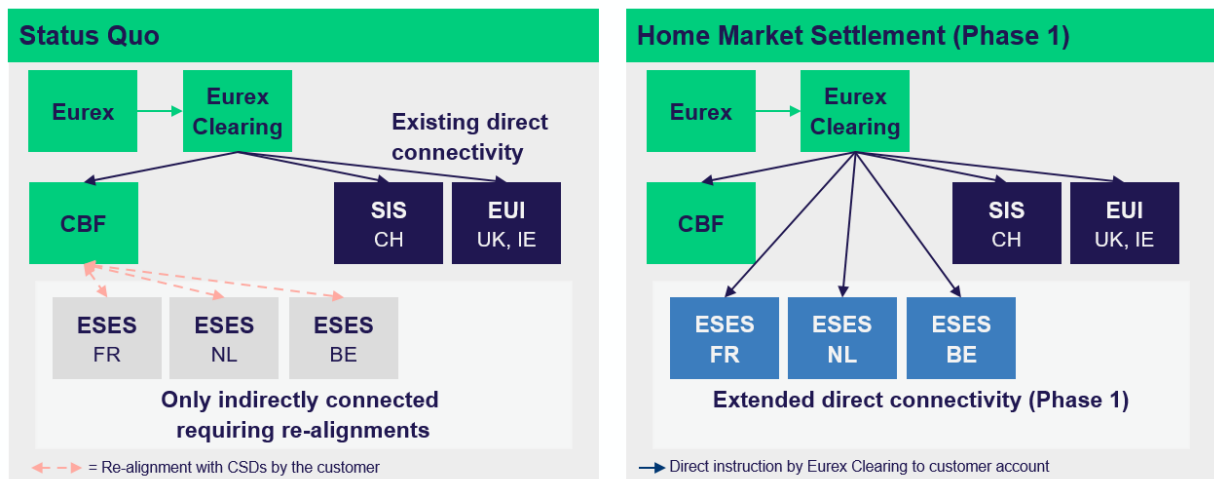 Status Quo
Eurex
Eurex
Clearing
Existing direct
connectivity
CBF
SIS
CH
EUI
UK, IE
ESES
FR
ESES
NL
ESES
BE
Only indirectly connected
requiring re-alignments
= Re-alignment with CSDs by the customer
Home Market Settlement (Phase 1)
Eurex
Eurex
Clearing
CBF
SIS
CH
EUI
UK, IE
ESES
FR
ESES
NL
ESES
BE
Extended direct connectivity (Phase 1)
Direct instruction by Eurex Clearing to customer account